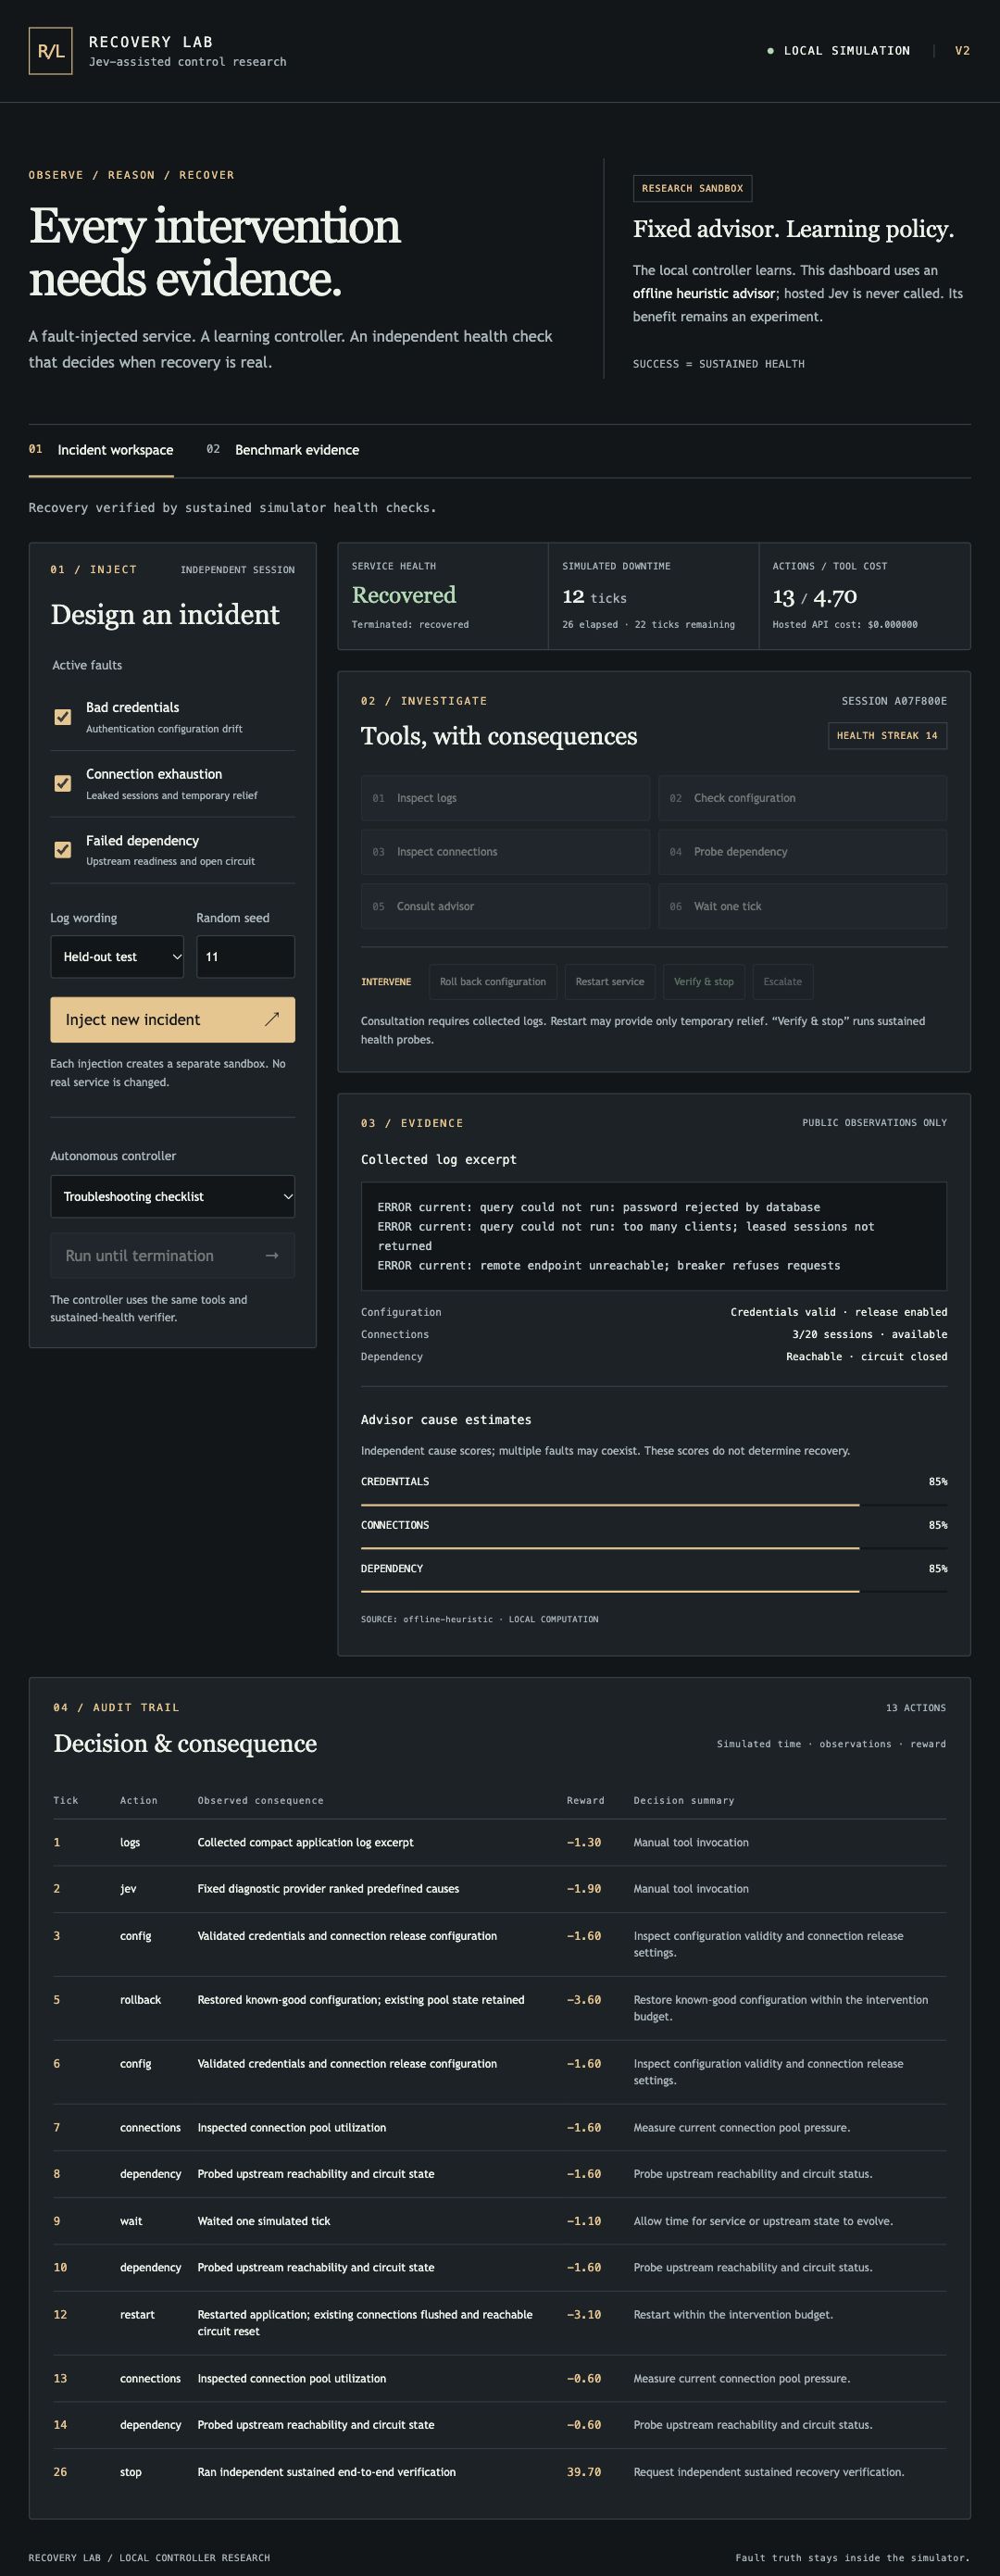 R/L
RECOVERY LAB
Jev-assisted control research
LOCAL SIMULATION
V2
OBSERVE / REASON / RECOVER
Every intervention
needs evidence.
A fault-injected service. A learning controller. An independent health check
that decides when recovery is real.
RESEARCH SANDBOX
Fixed advisor. Learning policy.
The local controller learns. This dashboard uses an
offline heuristic advisor; hosted Jev is never called. Its
benefit remains an experiment.
SUCCESS = SUSTAINED HEALTH
01 Incident workspace
02 Benchmark evidence
Recovery verified by sustained simulator health checks.
01 / INJECT
INDEPENDENT SESSION
Design an incident
Active faults
Bad credentials
Authentication configuration drift
Connection exhaustion
Leaked sessions and temporary relief
Failed dependency
Upstream readiness and open circuit
Log wording
Random seed
Held-out test
11
Inject new incident ↗
Each injection creates a separate sandbox. No
real service is changed.
Autonomous controller
Troubleshooting checklist
Run until termination →
The controller uses the same tools and
sustained-health verifier.
SERVICE HEALTH
Recovered
Terminated: recovered
SIMULATED DOWNTIME
12 ticks
26 elapsed · 22 ticks remaining
ACTIONS / TOOL COST
13 / 4.70
Hosted API cost: $0.000000
02 / INVESTIGATE
SESSION A07F800E
Tools, with consequences
HEALTH STREAK 14
01 Inspect logs
02 Check configuration
03 Inspect connections
04 Probe dependency
05 Consult advisor
06 Wait one tick
INTERVENE
Roll back configuration
Restart service
Verify & stop
Escalate
Consultation requires collected logs. Restart may provide only temporary relief. “Verify & stop” runs sustained
health probes.
03 / EVIDENCE
PUBLIC OBSERVATIONS ONLY
Collected log excerpt
ERROR current: query could not run: password rejected by database
ERROR current: query could not run: too many clients; leased sessions not
returned
ERROR current: remote endpoint unreachable; breaker refuses requests
Configuration Credentials valid · release enabled
Connections 3/20 sessions · available
Dependency Reachable · circuit closed
Advisor cause estimates
Independent cause scores; multiple faults may coexist. These scores do not determine recovery.
CREDENTIALS 85%
CONNECTIONS 85%
DEPENDENCY 85%
SOURCE: offline-heuristic · LOCAL COMPUTATION
04 / AUDIT TRAIL
13 ACTIONS
Decision & consequence
Simulated time · observations · reward
Tick Action Observed consequence Reward Decision summary
1 logs Collected compact application log excerpt −1.30 Manual tool invocation
2 jev Fixed diagnostic provider ranked predefined causes −1.90 Manual tool invocation
3 config Validated credentials and connection release configuration −1.60 Inspect configuration validity and connection release
settings.
5 rollback Restored known-good configuration; existing pool state retained −3.60 Restore known-good configuration within the intervention
budget.
6 config Validated credentials and connection release configuration −1.60 Inspect configuration validity and connection release
settings.
7 connections Inspected connection pool utilization −1.60 Measure current connection pool pressure.
8 dependency Probed upstream reachability and circuit state −1.60 Probe upstream reachability and circuit status.
9 wait Waited one simulated tick −1.10 Allow time for service or upstream state to evolve.
10 dependency Probed upstream reachability and circuit state −1.60 Probe upstream reachability and circuit status.
12 restart Restarted application; existing connections flushed and reachable −3.10 Restart within the intervention budget.
circuit reset
13 connections Inspected connection pool utilization −0.60 Measure current connection pool pressure.
14 dependency Probed upstream reachability and circuit state −0.60 Probe upstream reachability and circuit status.
26 stop Ran independent sustained end-to-end verification 39.70 Request independent sustained recovery verification.
RECOVERY LAB / LOCAL CONTROLLER RESEARCH
Fault truth stays inside the simulator.